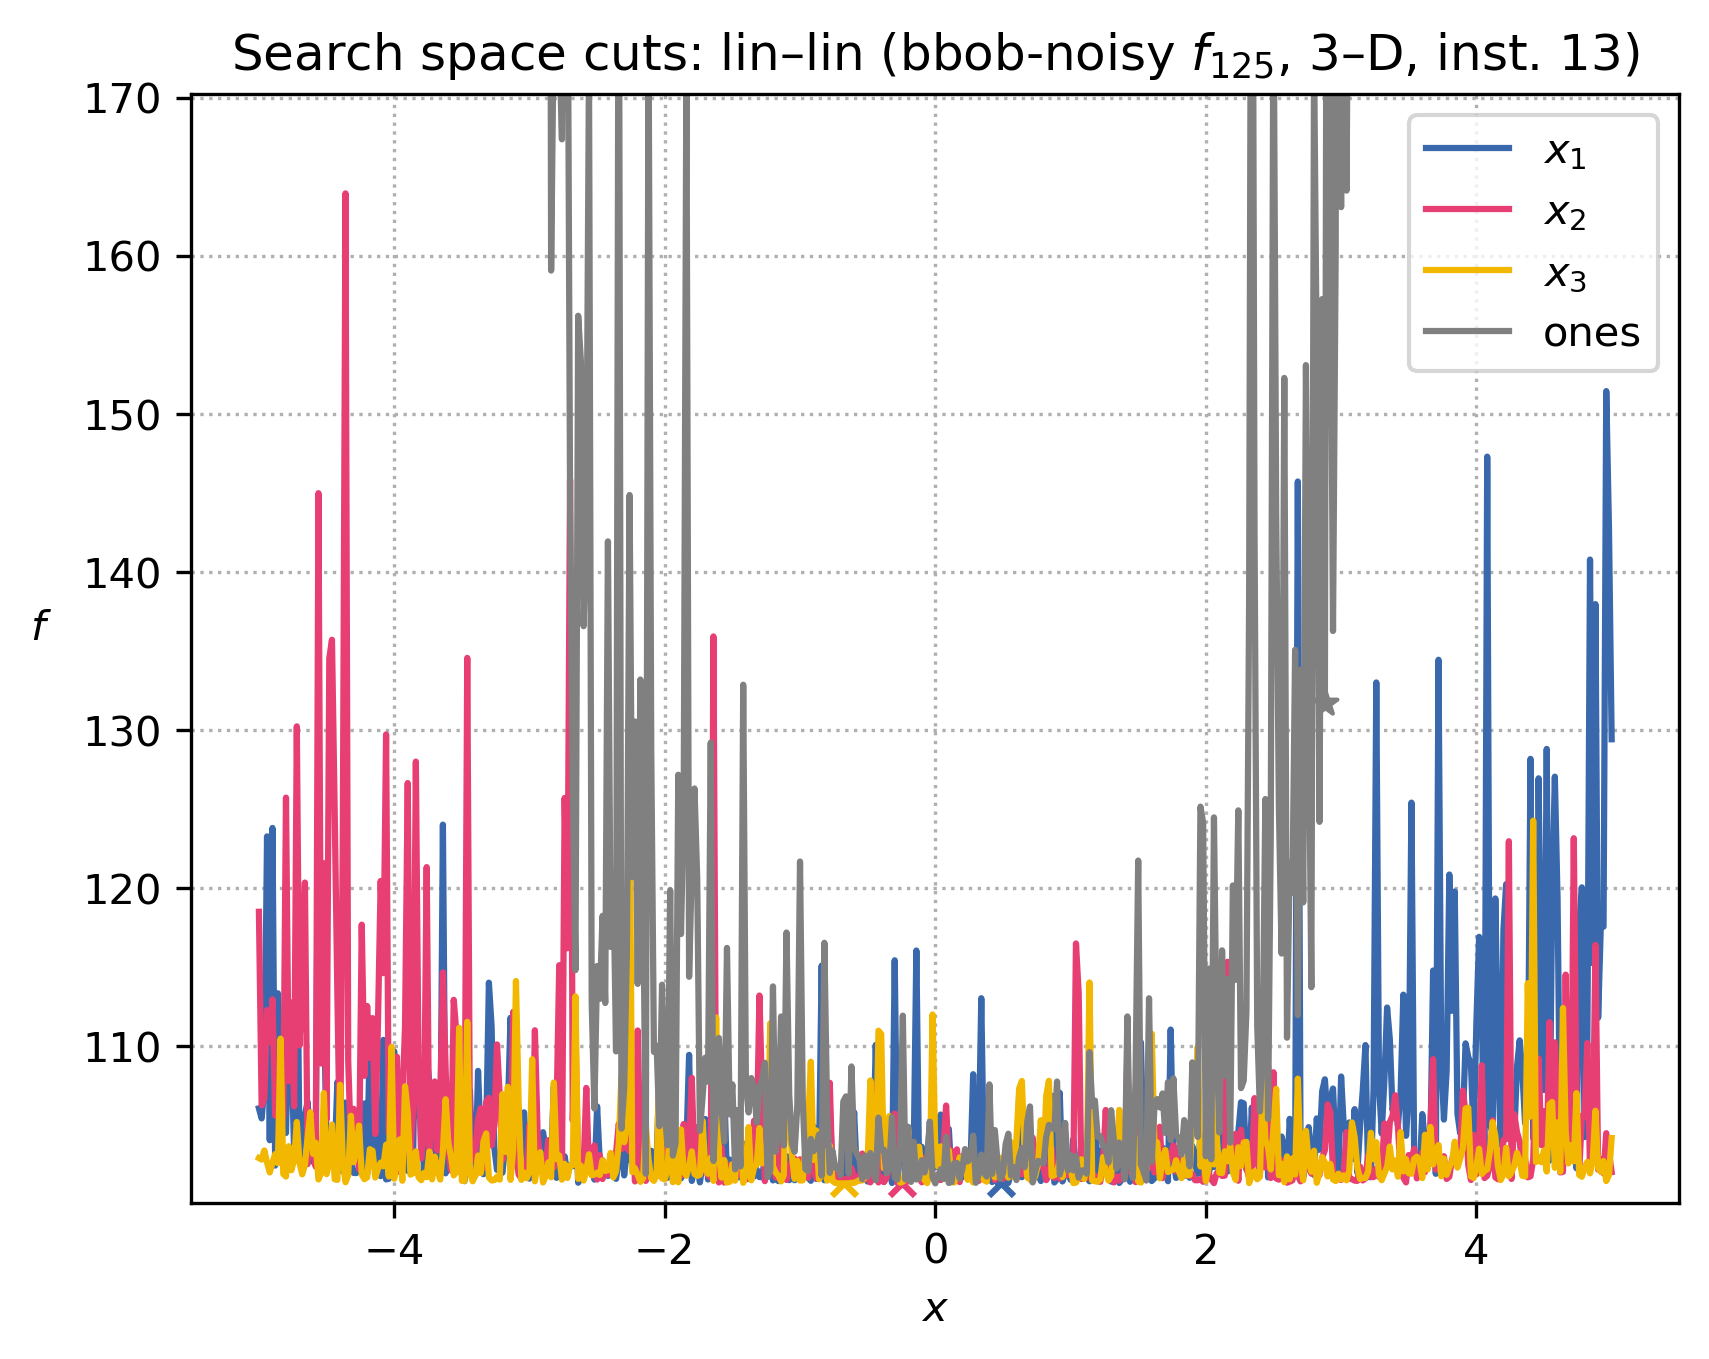 Search space cuts: lin–lin (bbob-noisy f₁₂₅, 3–D, inst. 13)
170
160
150
140
130
120
110
f
x₁
x₂
x₃
ones
−4
−2
0
2
4
x